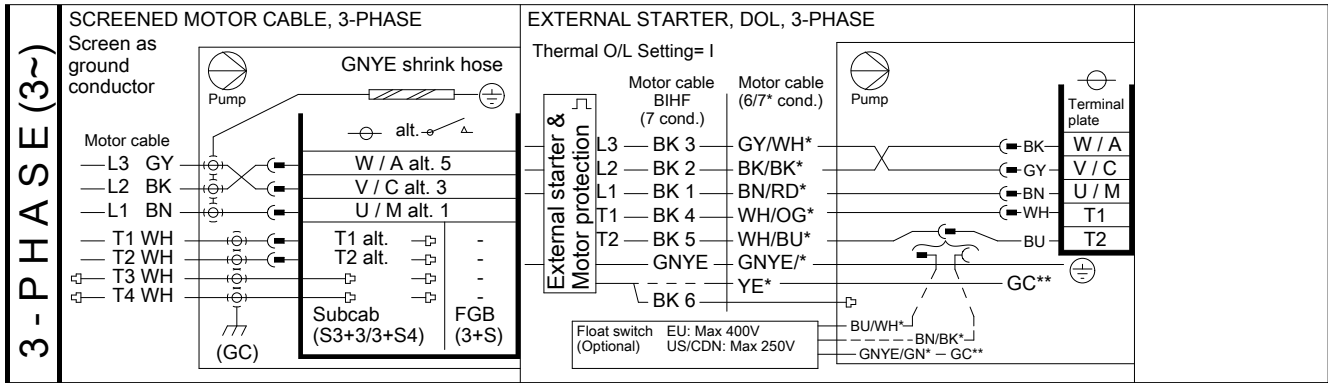 3 - P H A S E (3~)
SCREENED MOTOR CABLE, 3-PHASE
Screen as
ground
conductor
Pump
GNYE shrink hose
alt.
Motor cable
L3 GY
L2 BK
L1 BN
T1 WH
T2 WH
T3 WH
T4 WH
(GC)
W / A alt. 5
V / C alt. 3
U / M alt. 1
T1 alt. -
T2 alt. -
-
-
Subcab
(S3+3/3+S4)
FGB
(3+S)
EXTERNAL STARTER, DOL, 3-PHASE
Thermal O/L Setting= I
External starter &
Motor protection
Motor cable
BIHF
(7 cond.)
Motor cable
(6/7* cond.)
Pump
Terminal
plate
L3 BK 3 GY/WH* BK W / A
L2 BK 2 BK/BK* GY V / C
L1 BK 1 BN/RD* BN U / M
T1 BK 4 WH/OG* WH T1
T2 BK 5 WH/BU* BU T2
GNYE GNYE/*
YE* GC**
BK 6
Float switch
(Optional)
EU: Max 400V
US/CDN: Max 250V
BU/WH*
BN/BK*
GNYE/GN* – GC**